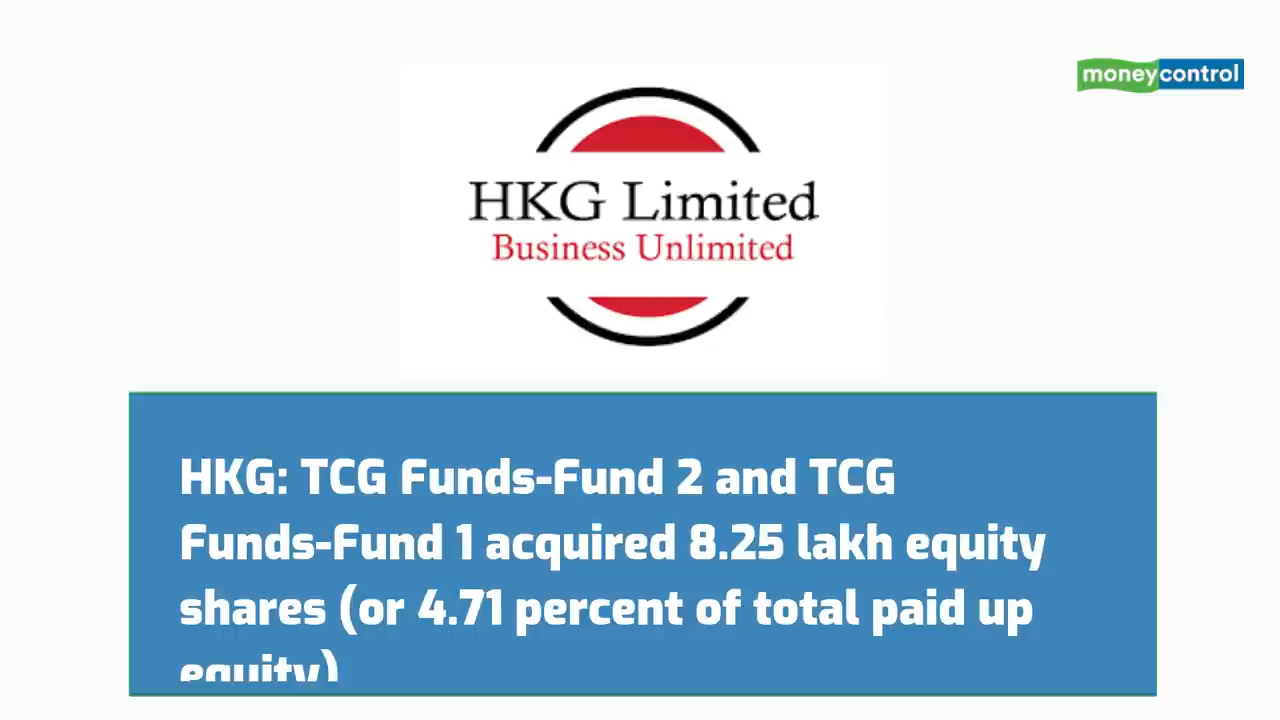 moneycontrol
HKG Limited
Business Unlimited
HKG: TCG Funds-Fund 2 and TCG
Funds-Fund 1 acquired 8.25 lakh equity
shares (or 4.71 percent of total paid up
equity)